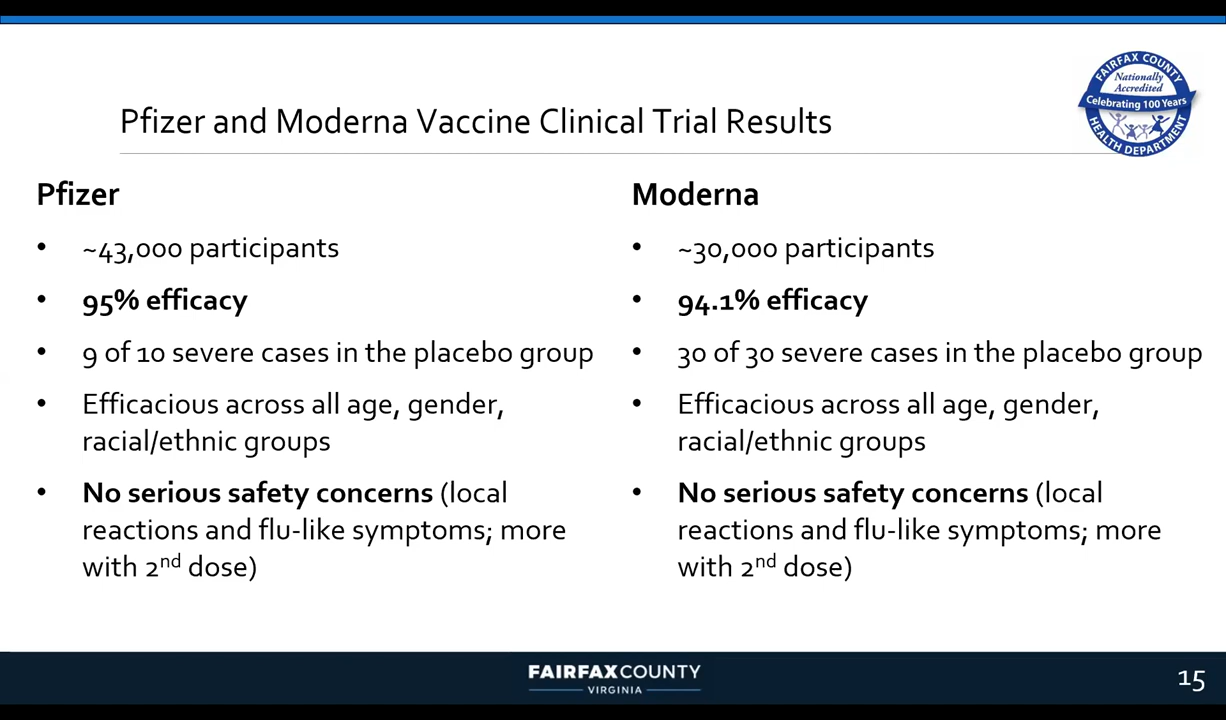 FAIRFAX COUNTY
Nationally
Accredited
Celebrating 100 Years
HEALTH DEPARTMENT
Pfizer and Moderna Vaccine Clinical Trial Results
Pfizer
• ~43,000 participants
• 95% efficacy
• 9 of 10 severe cases in the placebo group
• Efficacious across all age, gender,
racial/ethnic groups
• No serious safety concerns (local
reactions and flu-like symptoms; more
with 2nd dose)
Moderna
• ~30,000 participants
• 94.1% efficacy
• 30 of 30 severe cases in the placebo group
• Efficacious across all age, gender,
racial/ethnic groups
• No serious safety concerns (local
reactions and flu-like symptoms; more
with 2nd dose)
FAIRFAX COUNTY
VIRGINIA
15